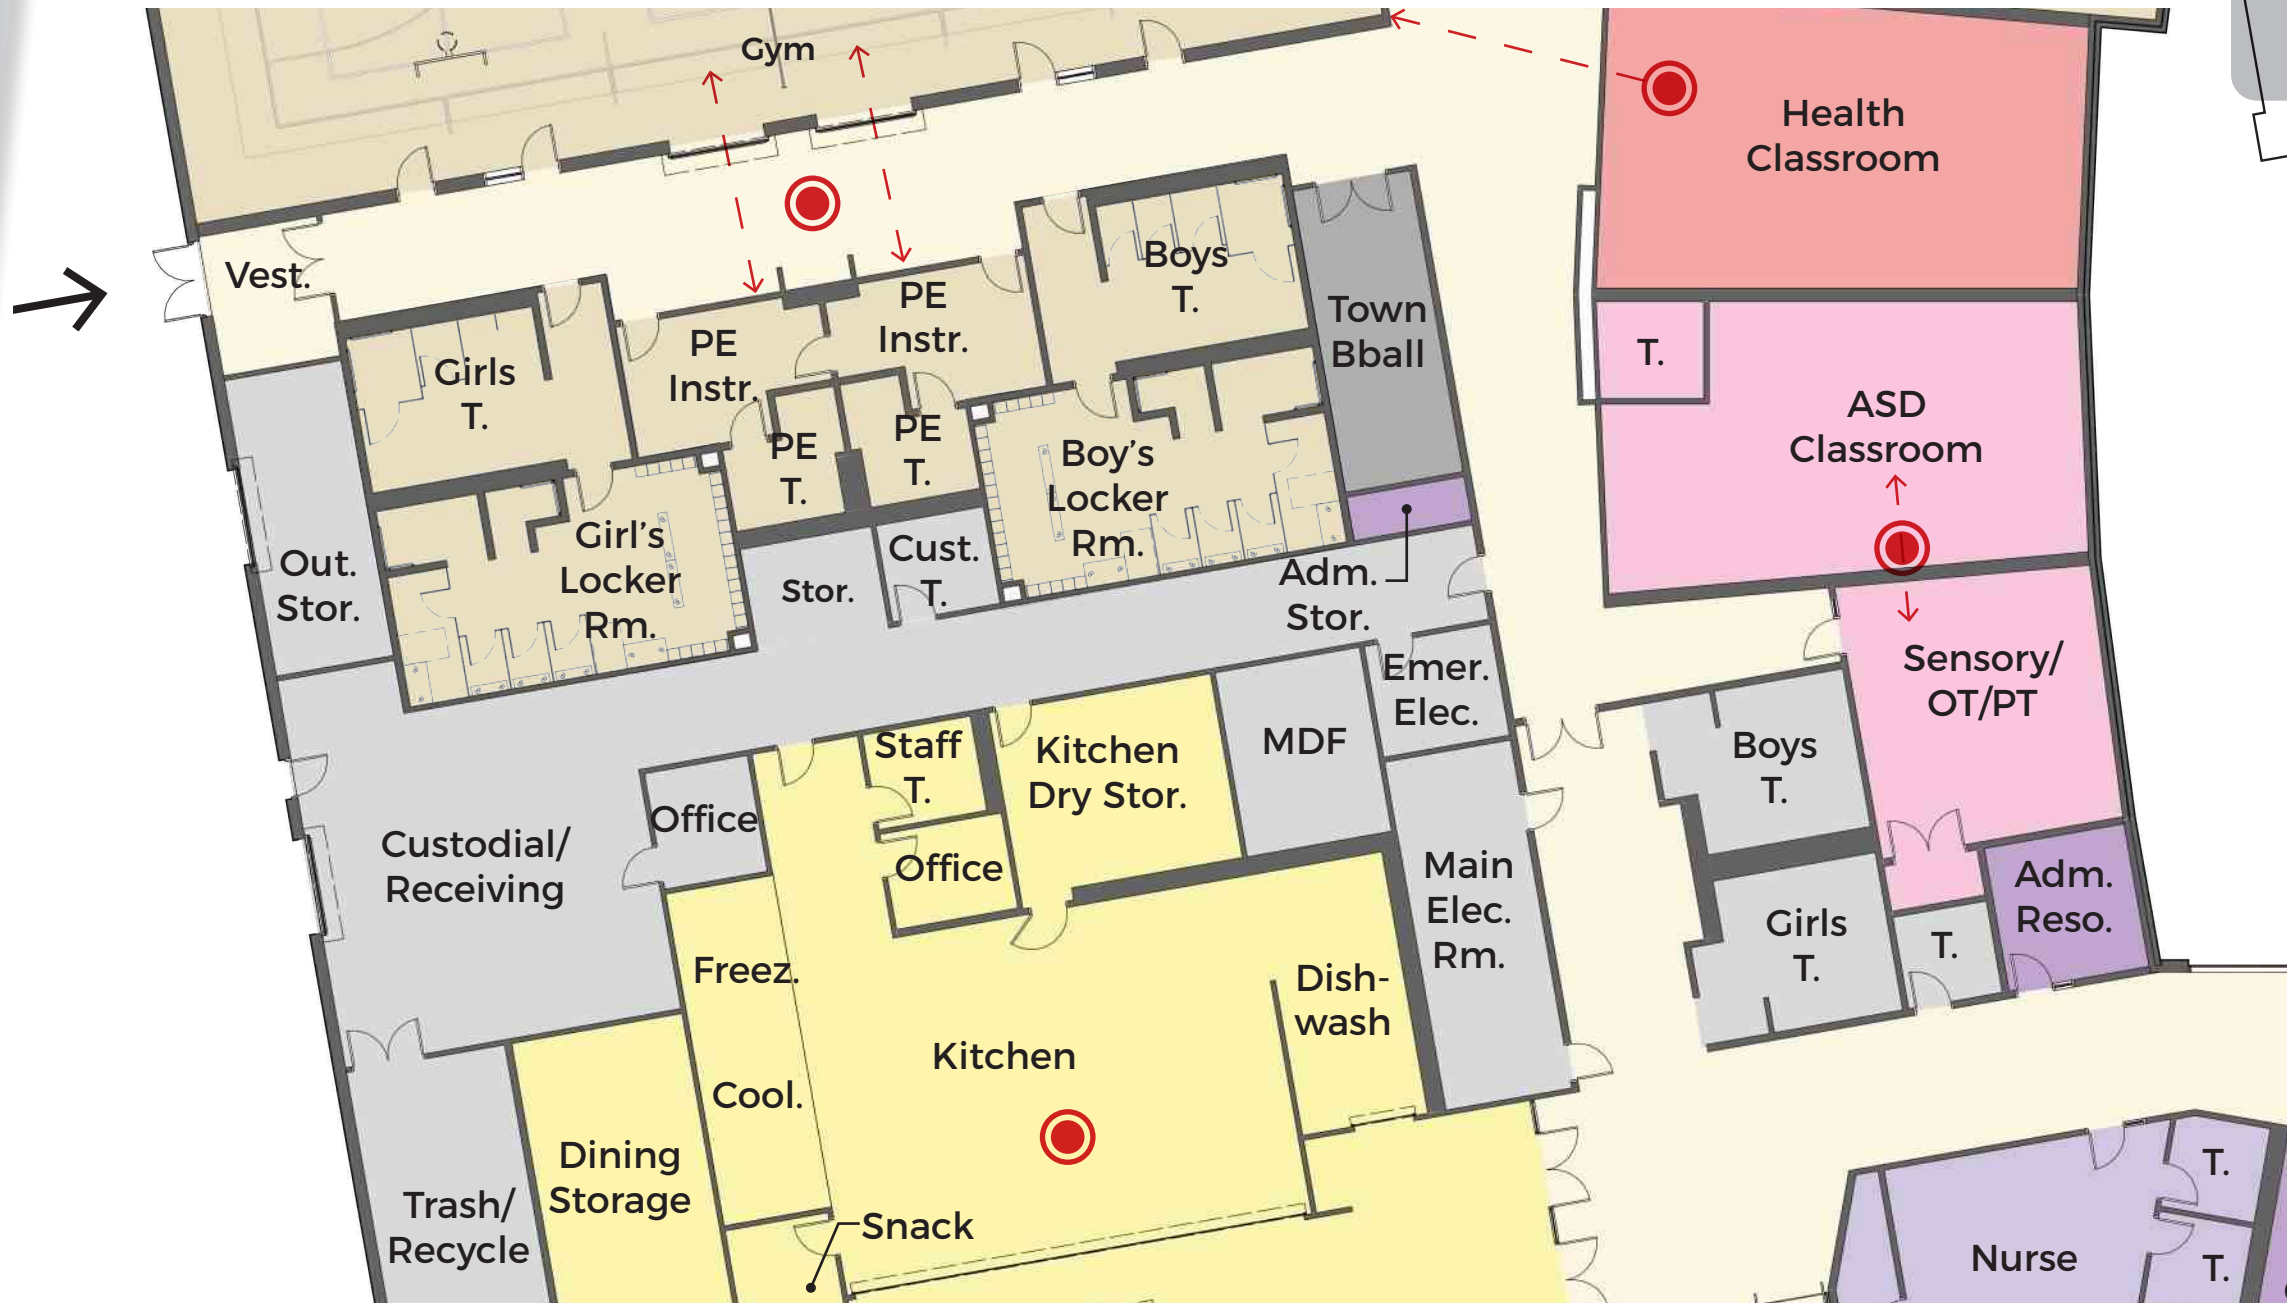 Gym
Health
Classroom
Vest.
Boys
T.
PE
Instr.
Town
Bball
PE
Instr.
Girls
T.
T.
ASD
Classroom
PE
T.
PE
T.
Boy's
Locker
Rm.
Girl's
Locker
Rm.
Out.
Stor.
Stor.
Cust.
T.
Adm.
Stor.
Emer.
Elec.
Sensory/
OT/PT
Staff
T.
Kitchen
Dry Stor.
MDF
Boys
T.
Office
Office
Custodial/
Receiving
Main
Elec.
Rm.
Adm.
Reso.
Girls
T.
T.
Freez.
Dish-
wash
Kitchen
Cool.
Dining
Storage
Trash/
Recycle
Snack
T.
Nurse
T.